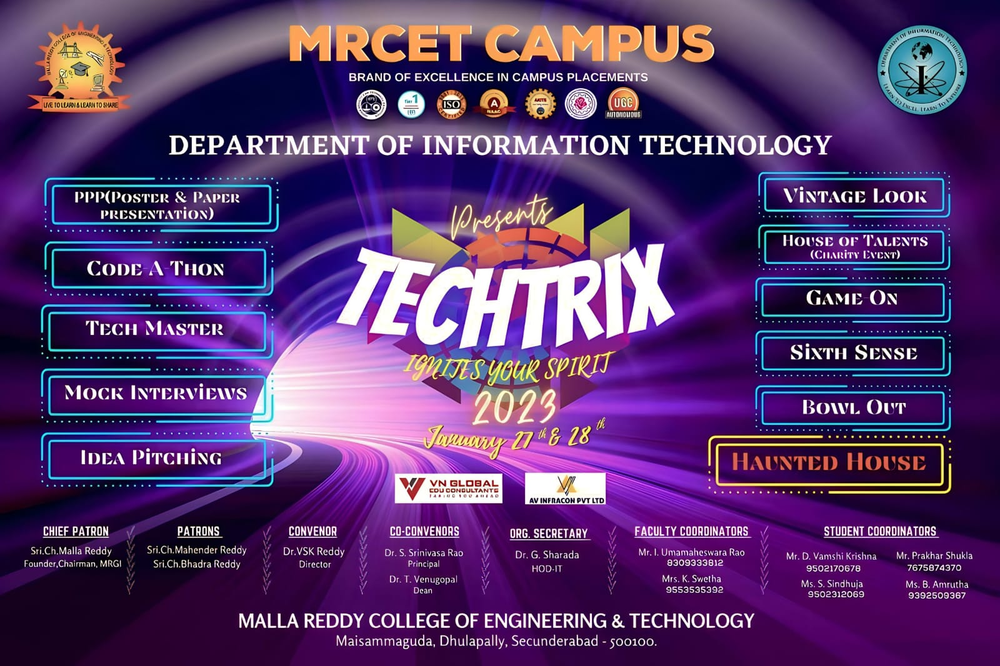 MALLA REDDY COLLEGE OF ENGINEERING & TECHNOLOGY
LIVE TO LEARN & LEARN TO SHARE
MRCET CAMPUS
BRAND OF EXCELLENCE IN CAMPUS PLACEMENTS
Tier 1
ISO
CERTIFIED
A
NAAC
AICTE
UGC
AUTONOMOUS
DEPARTMENT OF INFORMATION TECHNOLOGY
I
LEARN TO EXCEL LEARN TO EXPLORE
DEPARTMENT OF INFORMATION TECHNOLOGY
PPP(Poster & Paper
presentation)
Code-A-Thon
Tech Master
Mock Interviews
Idea Pitching
Presents
TECHTRIX
IGNITES YOUR SPIRIT
2023
January 27th & 28th
Vintage Look
House of Talents
(Charity Event)
Game-On
Sixth Sense
Bowl Out
Haunted House
VN GLOBAL
EDU CONSULTANTS
TAKING YOU AHEAD
AV INFRACON PVT LTD
CHIEF PATRON
Sri.Ch.Malla Reddy
Founder,Chairman, MRGI
PATRONS
Sri.Ch.Mahender Reddy
Sri.Ch.Bhadra Reddy
CONVENOR
Dr.VSK Reddy
Director
CO-CONVENORS
Dr. S. Srinivasa Rao
Principal
Dr. T. Venugopal
Dean
ORG. SECRETARY
Dr. G. Sharada
HOD-IT
FACULTY COORDINATORS
Mr. I. Umamaheswara Rao
8309333812
Mrs. K. Swetha
9553535392
STUDENT COORDINATORS
Mr. D. Vamshi Krishna
9502170678
Ms. S. Sindhuja
9502312069
Mr. Prakhar Shukla
7675874370
Ms. B. Amrutha
9392509367
MALLA REDDY COLLEGE OF ENGINEERING & TECHNOLOGY
Maisammaguda, Dhulapally, Secunderabad - 500100.